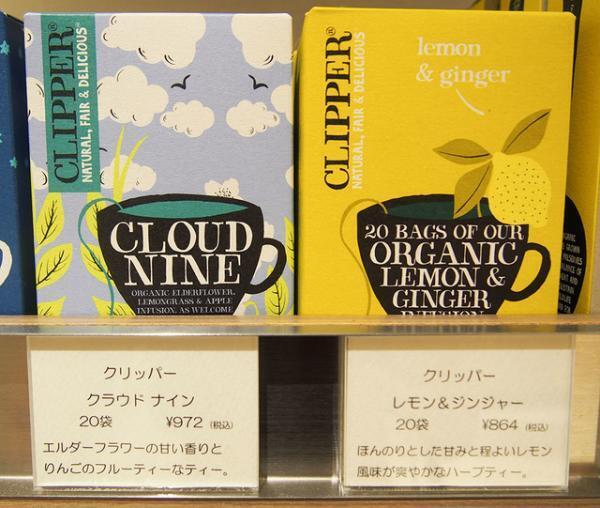 CLIPPER®
NATURAL, FAIR & DELICIOUS®
CLOUD
NINE
ORGANIC ELDERFLOWER,
LEMONGRASS & APPLE
INFUSION. AS WELCOME
CLIPPER®
NATURAL, FAIR & DELICIOUS®
lemon
& ginger
20 BAGS OF OUR
ORGANIC
LEMON &
GINGER
INFUSION
クリッパー
クラウド ナイン
20袋 ¥972 (税込)
エルダーフラワーの甘い香りと
りんごのフルーティーなティー。
クリッパー
レモン&ジンジャー
20袋 ¥864 (税込)
ほんのりとした甘みと程よいレモン
風味が爽やかなハーブティー。